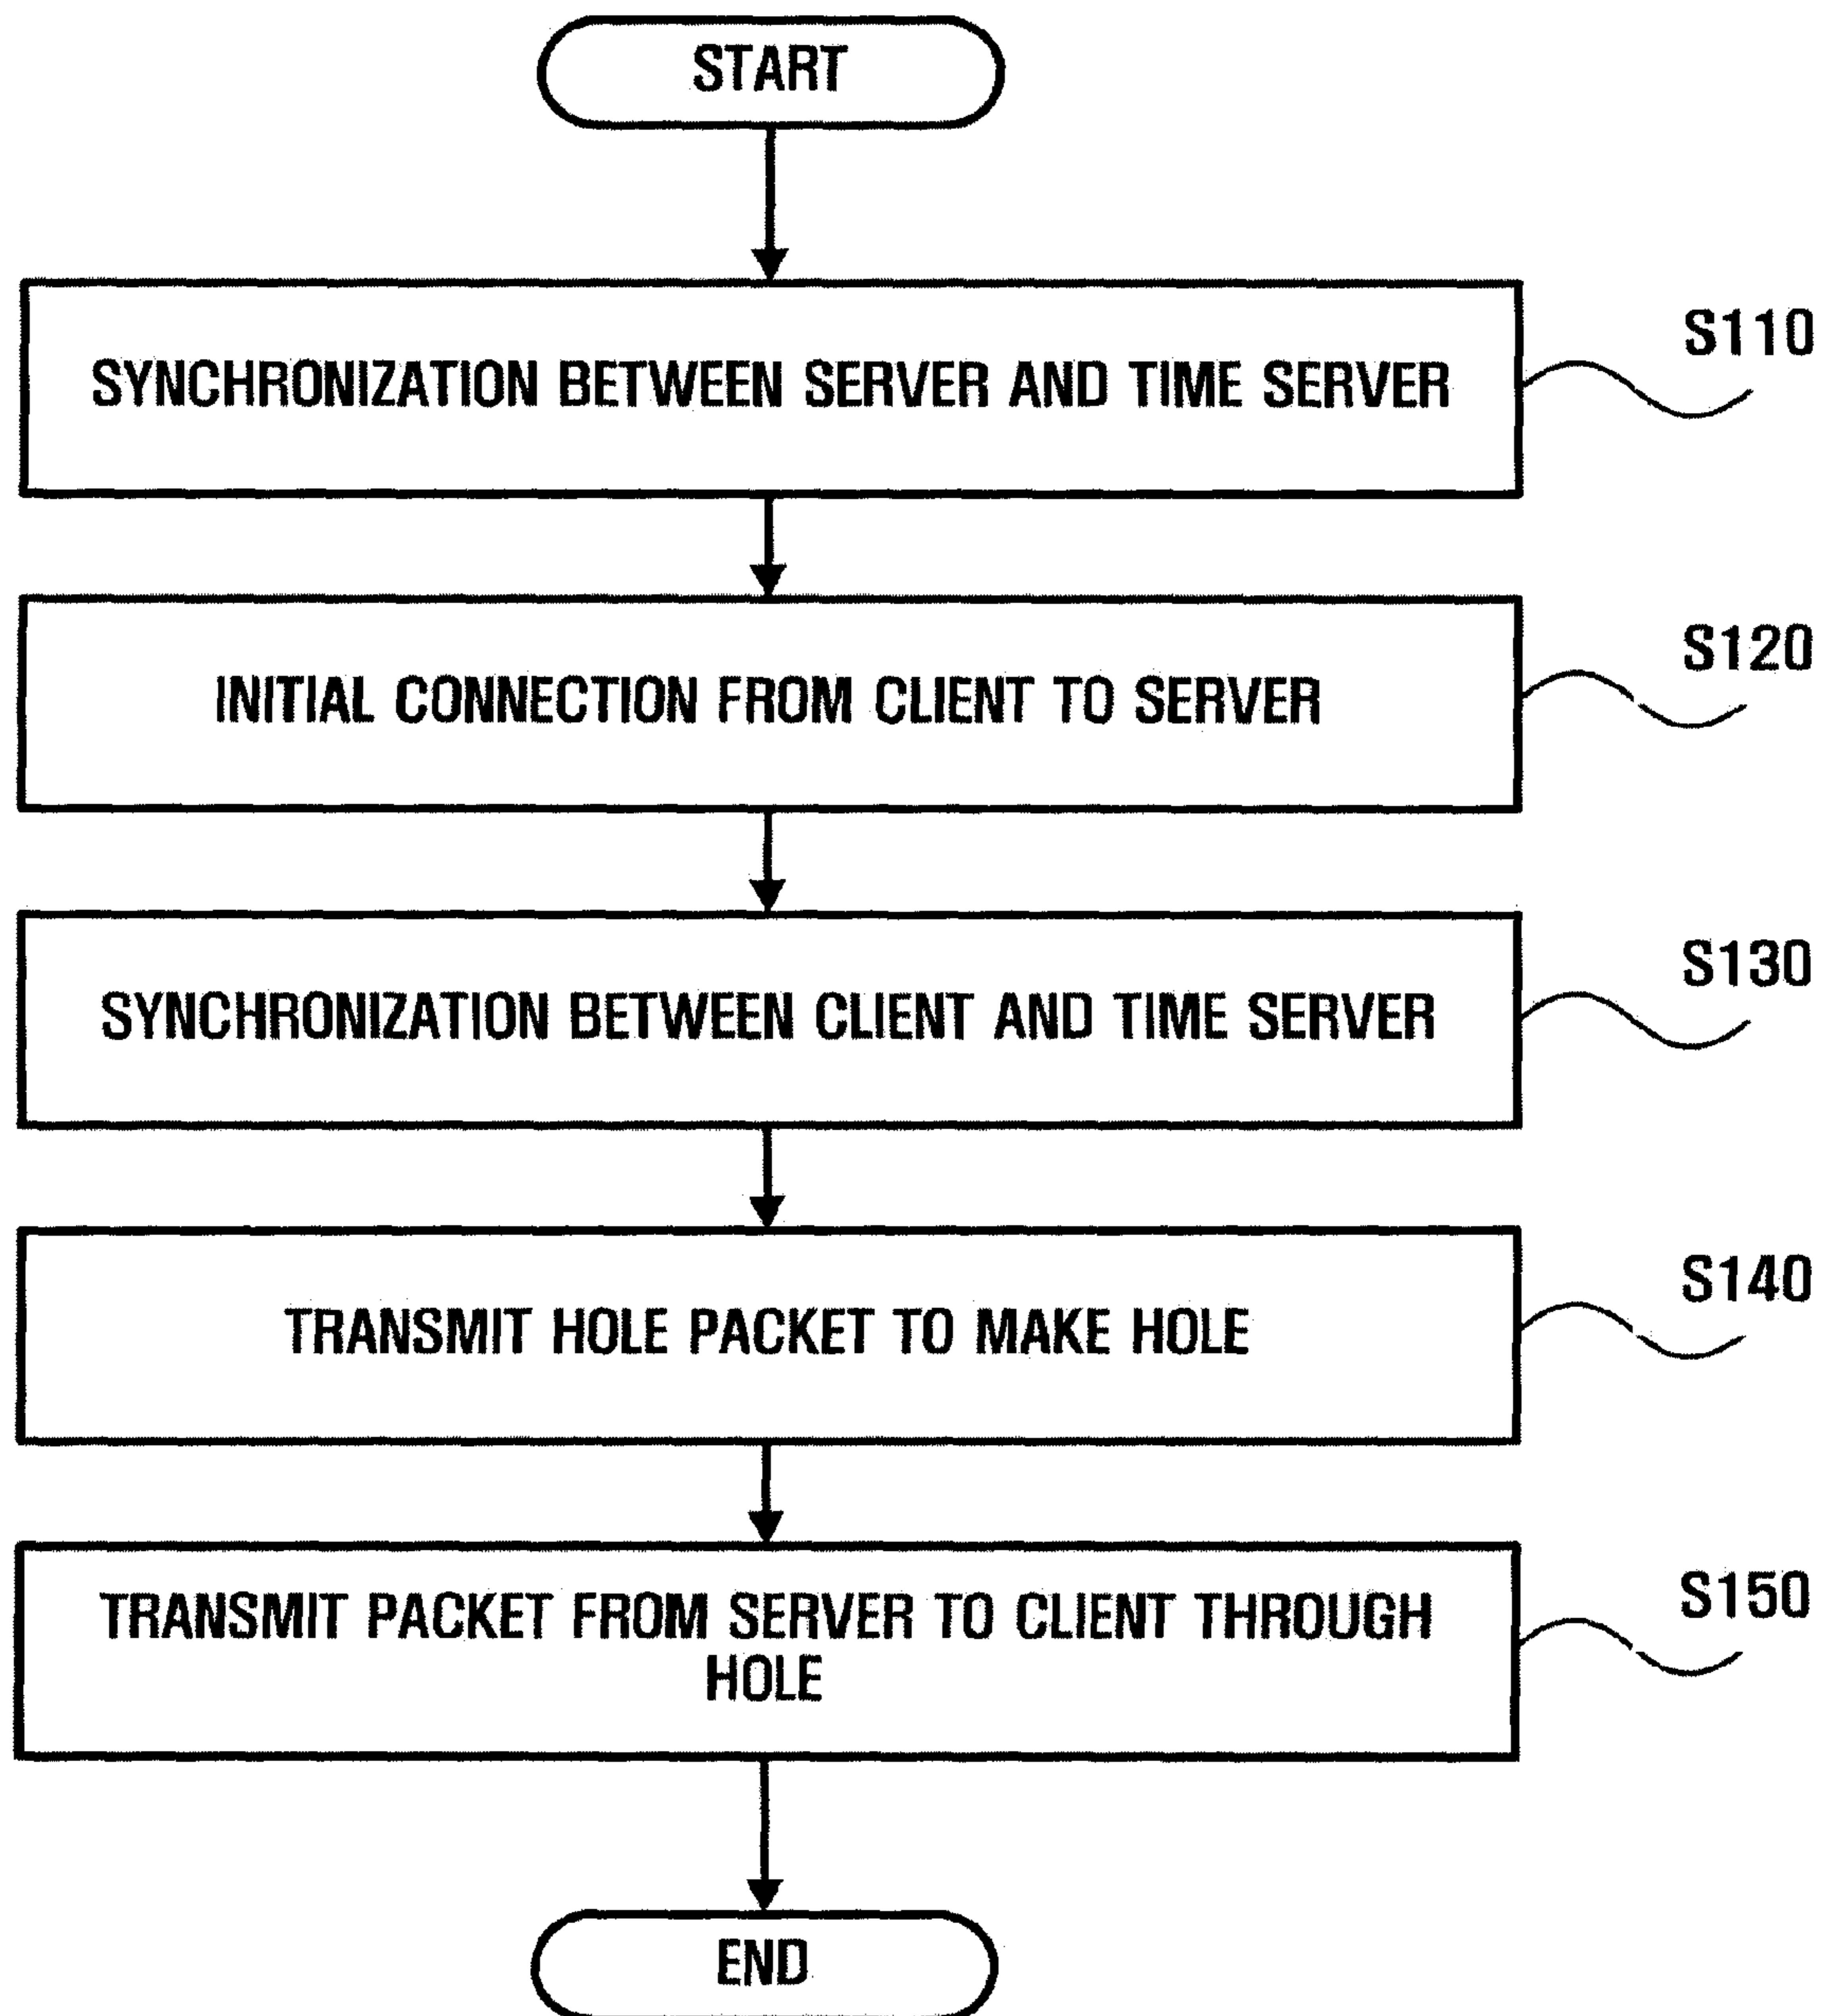 START
SYNCHRONIZATION BETWEEN SERVER AND TIME SERVER
S110
INITIAL CONNECTION FROM CLIENT TO SERVER
S120
SYNCHRONIZATION BETWEEN CLIENT AND TIME SERVER
S130
TRANSMIT HOLE PACKET TO MAKE HOLE
S140
TRANSMIT PACKET FROM SERVER TO CLIENT THROUGH
HOLE
S150
END